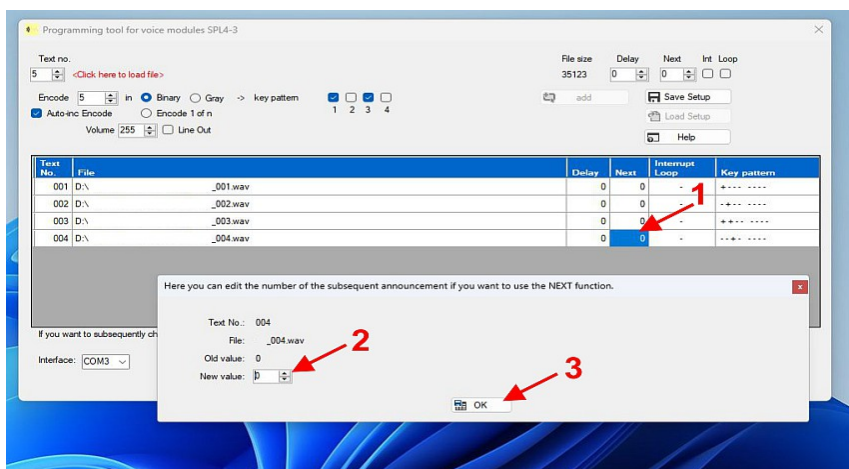 Programming tool for voice modules SPL4-3
Text no. File size Delay Next Int Loop
5 <Click here to load file> 35123 0 0
Encode 5 in Binary Gray -> key pattern add Save Setup
Auto-inc Encode Encode 1 of n 1 2 3 4 Load Setup
Volume 255 Line Out Help
Text No. File Delay Next Interrupt Loop Key pattern
001 D:\ _001.wav 0 0 - +--- ----
002 D:\ _002.wav 0 0 - -+-- ----
003 D:\ _003.wav 0 0 - ++-- ----
004 D:\ _004.wav 0 0 - --+- ----
1
Here you can edit the number of the subsequent announcement if you want to use the NEXT function.
Text No.: 004
If you want to subsequently ch
File: _004.wav
2
Interface: COM3
Old value: 0
New value: 0
3
OK